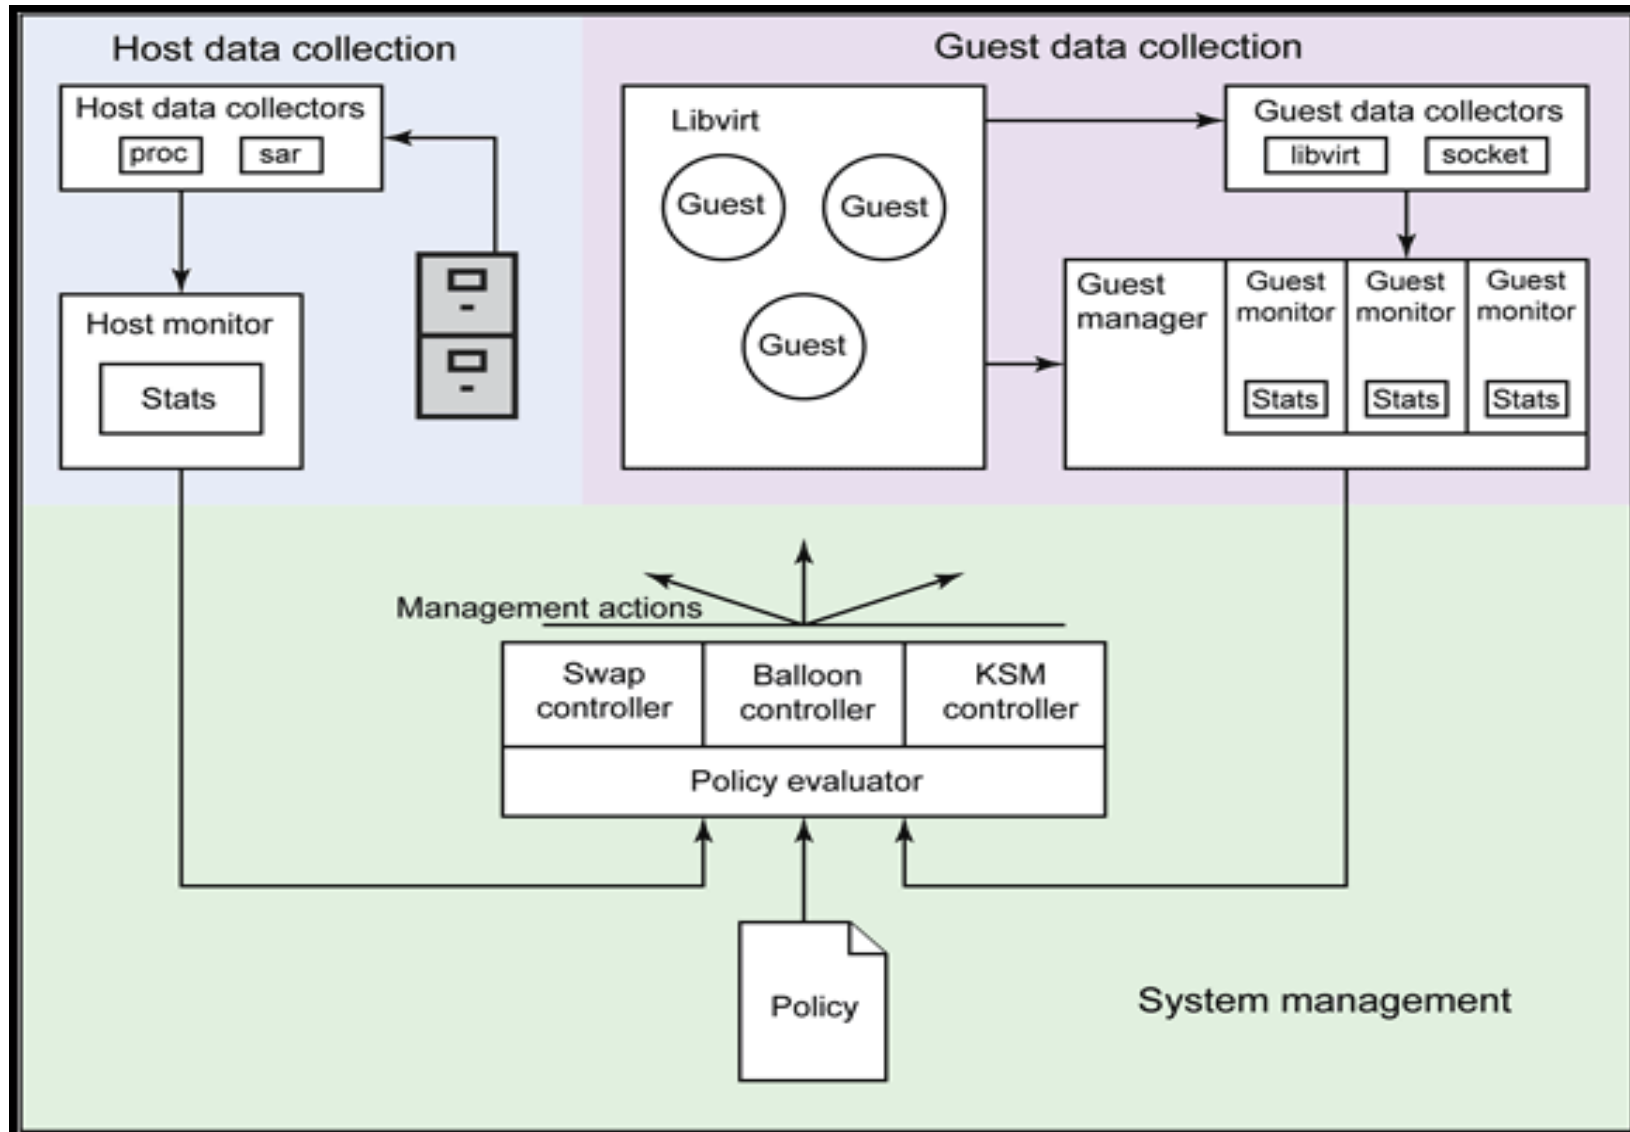 Host data collection
Host data collectors
proc
sar
Host monitor
Stats
Guest data collection
Libvirt
Guest
Guest
Guest
Guest data collectors
libvirt
socket
Guest
manager
Guest
monitor
Stats
Guest
monitor
Stats
Guest
monitor
Stats
Management actions
Swap
controller
Balloon
controller
KSM
controller
Policy evaluator
Policy
System management